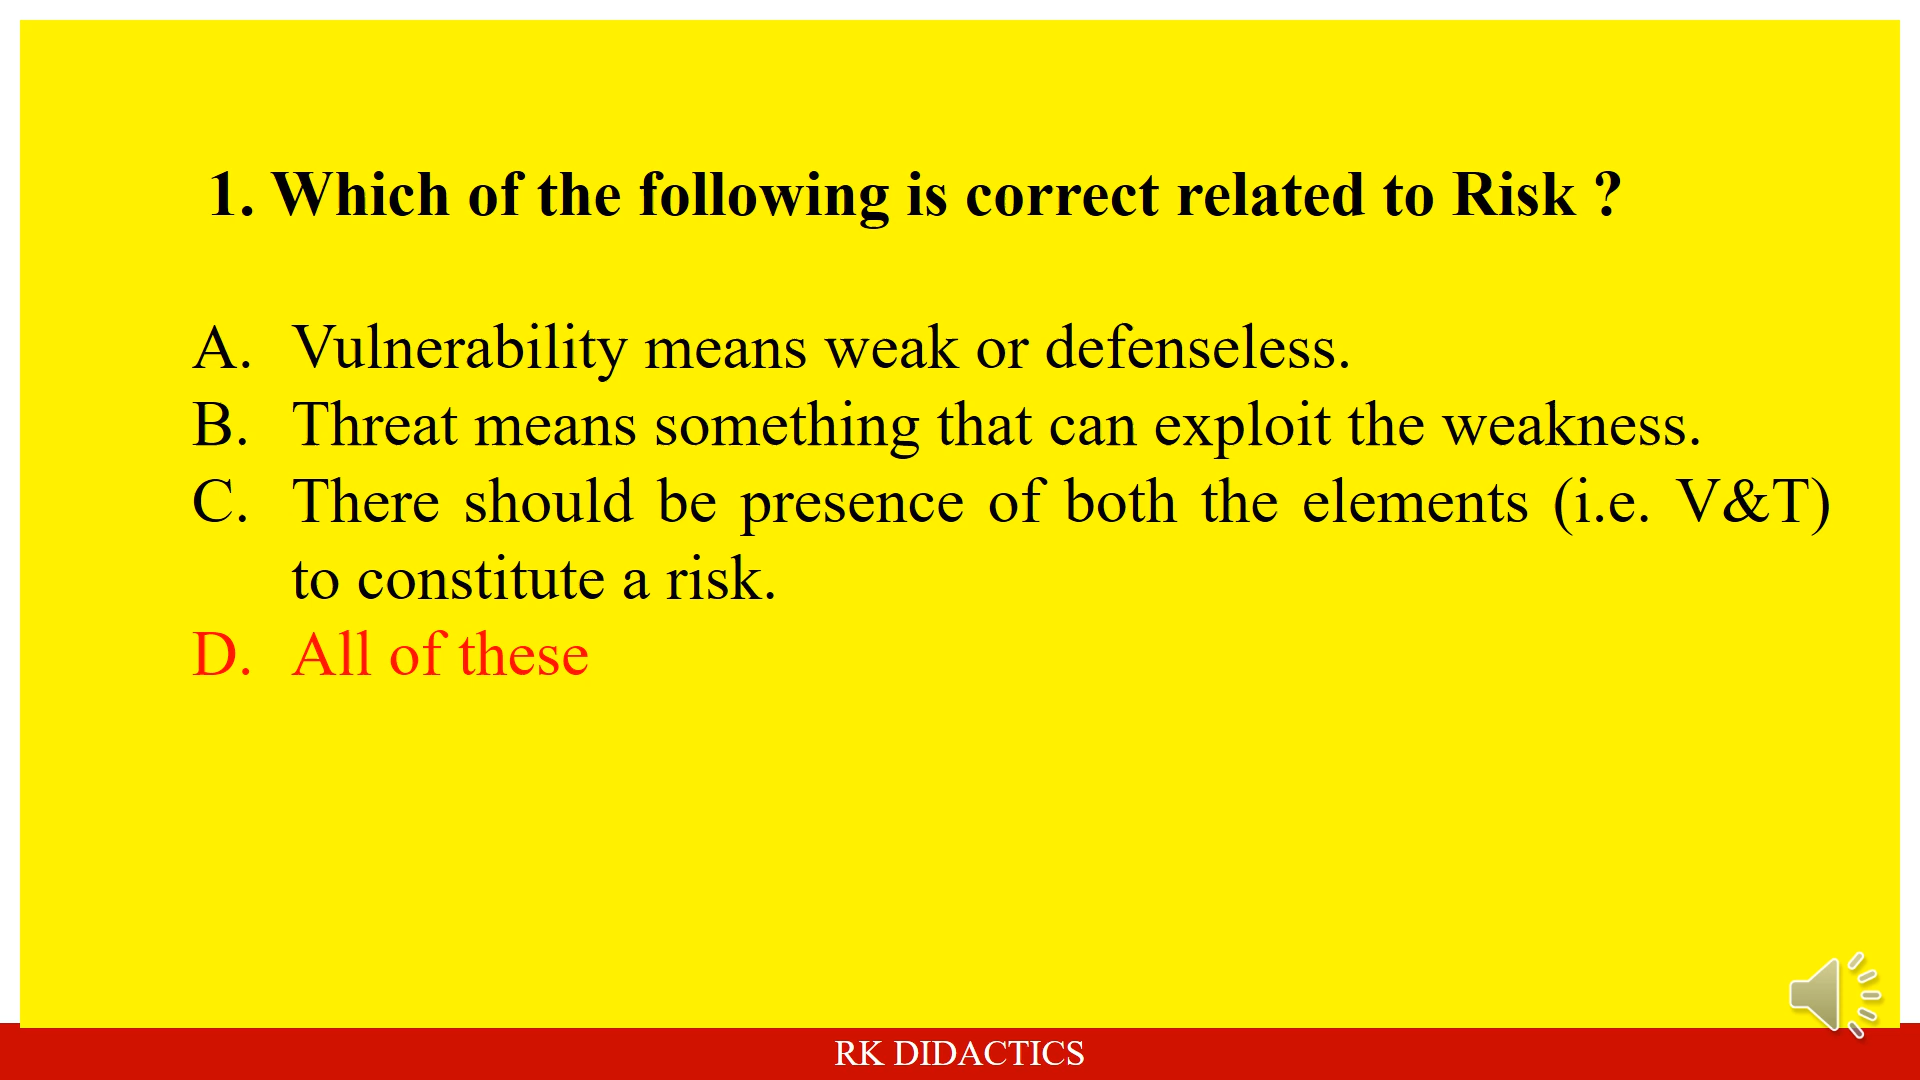 1. Which of the following is correct related to Risk ?
A. Vulnerability means weak or defenseless.
B. Threat means something that can exploit the weakness.
C. There should be presence of both the elements (i.e. V&T)
to constitute a risk.
D. All of these
RK DIDACTICS